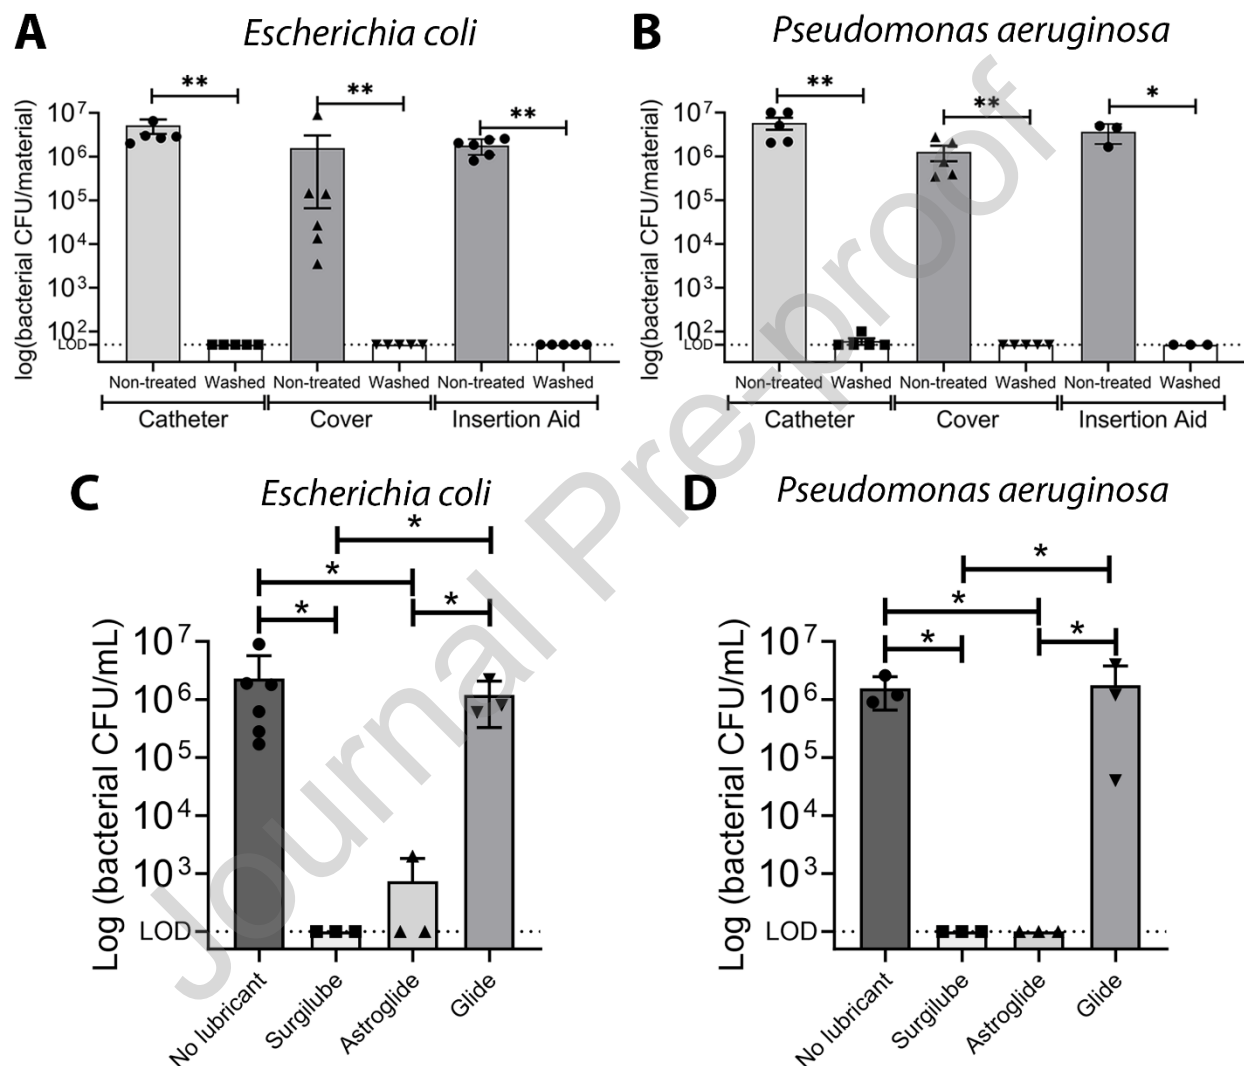 A
Escherichia coli
log(bacterial CFU/material)
10⁷
10⁶
10⁵
10⁴
10³
10²
LOD
**
**
**
Non-treated Washed Non-treated Washed Non-treated Washed
Catheter Cover Insertion Aid
B
Pseudomonas aeruginosa
log(bacterial CFU/material)
10⁷
10⁶
10⁵
10⁴
10³
10²
LOD
**
**
*
Non-treated Washed Non-treated Washed Non-treated Washed
Catheter Cover Insertion Aid
C
Escherichia coli
Log (bacterial CFU/mL)
10⁷
10⁶
10⁵
10⁴
10³
LOD
*
*
*
*
No lubricant
Surgilube
Astroglide
Glide
D
Pseudomonas aeruginosa
Log (bacterial CFU/mL)
10⁷
10⁶
10⁵
10⁴
10³
LOD
*
*
*
*
No lubricant
Surgilube
Astroglide
Glide
Journal Pre-proof